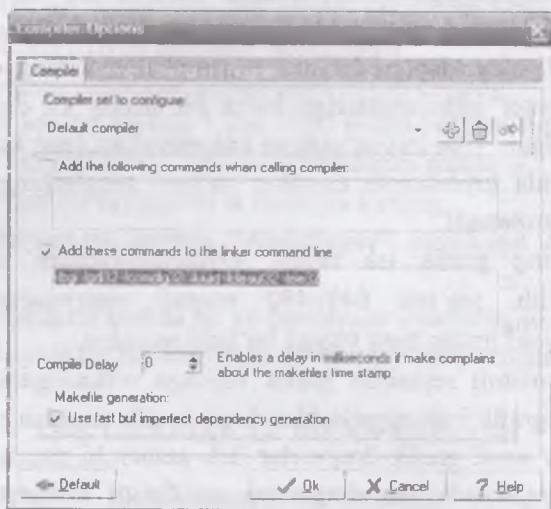 Compiler Options
Compiler
Compiler set to configure:
Default compiler
Add the following commands when calling compiler:
Add these commands to the linker command line
Compile Delay 0 Enables a delay in milliseconds if make complains
about the makefiles time stamp
Makefile generation:
Use fast but imperfect dependency generation
Default Ok Cancel Help